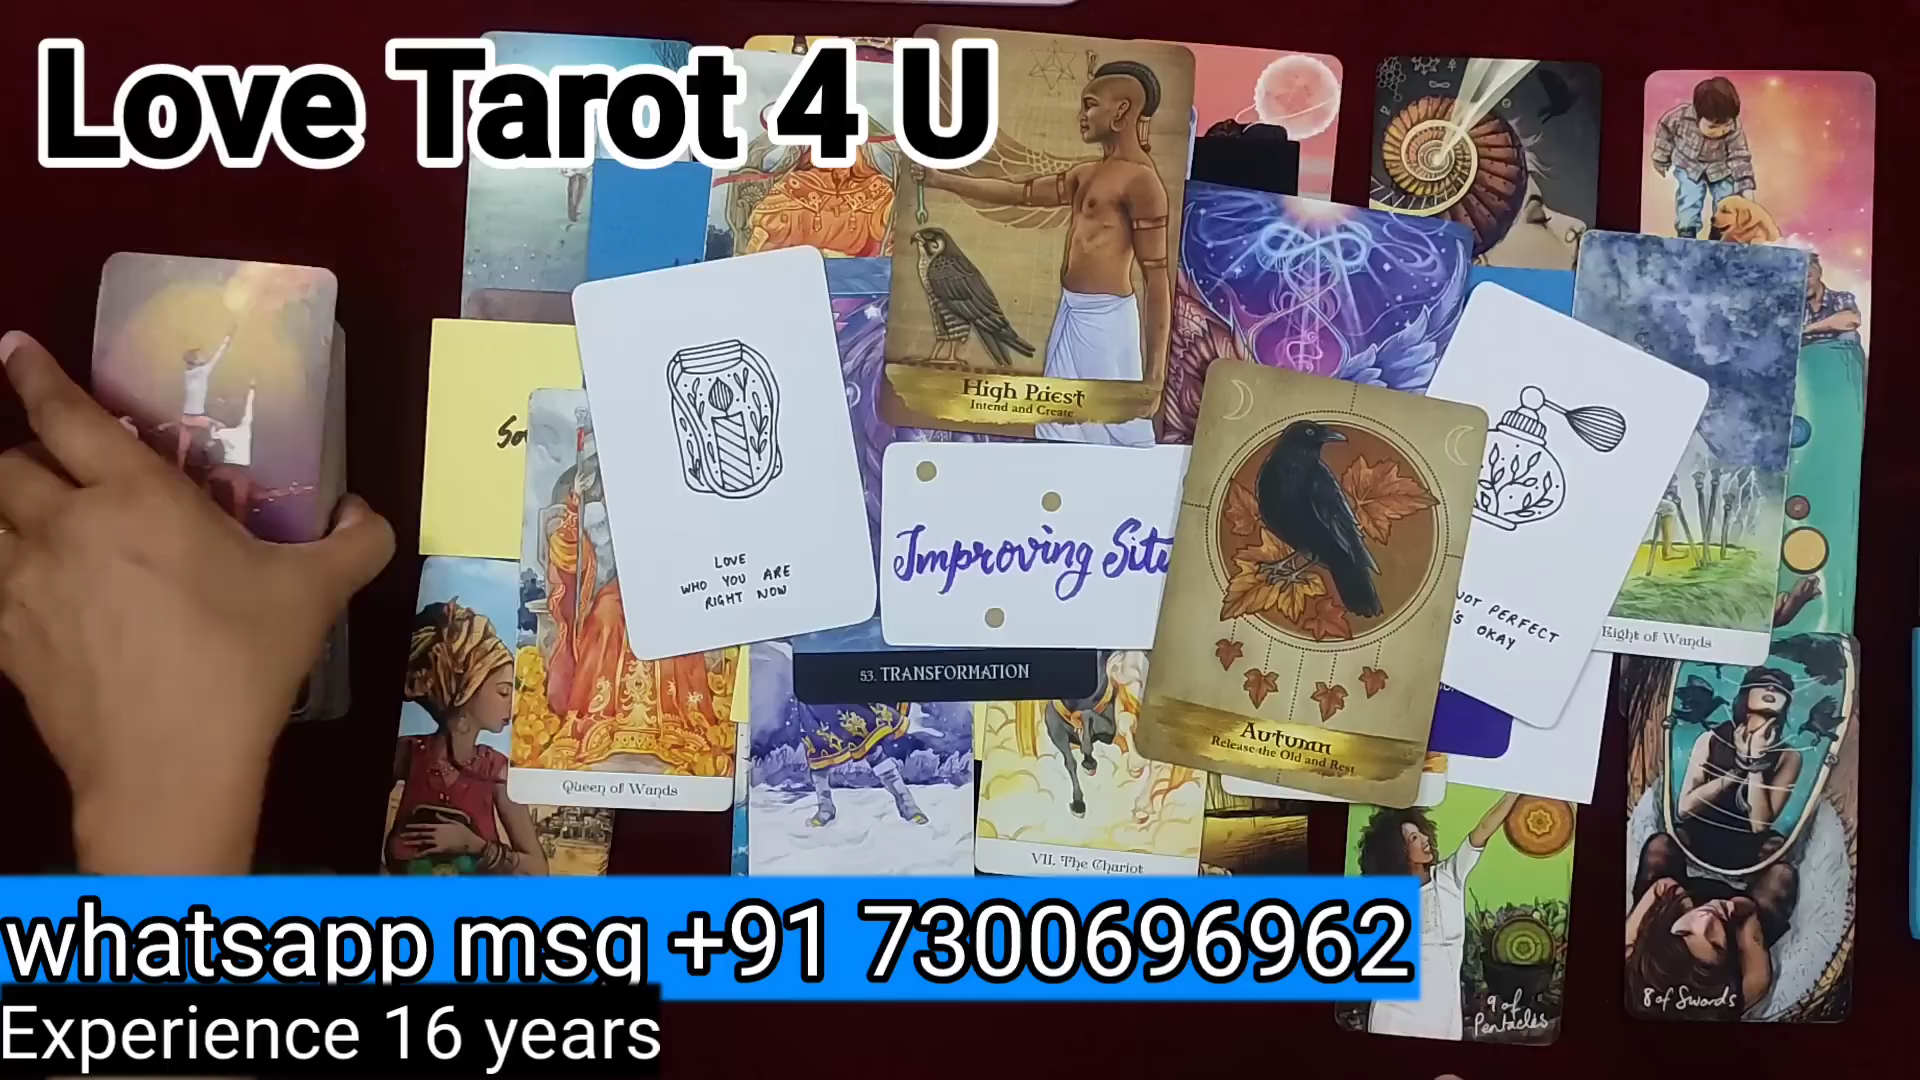 Love Tarot 4 U
High Priest
Intend and Create
LOVE
WHO YOU ARE
RIGHT NOW
Improving
NOT PERFECT
OKAY
Eight of Wands
53. TRANSFORMATION
Autumn
Release the Old and Rest
Queen of Wands
VII. The Chariot
9 of
Pentacles
8 of Swords
whatsapp msg +91 7300696962
Experience 16 years